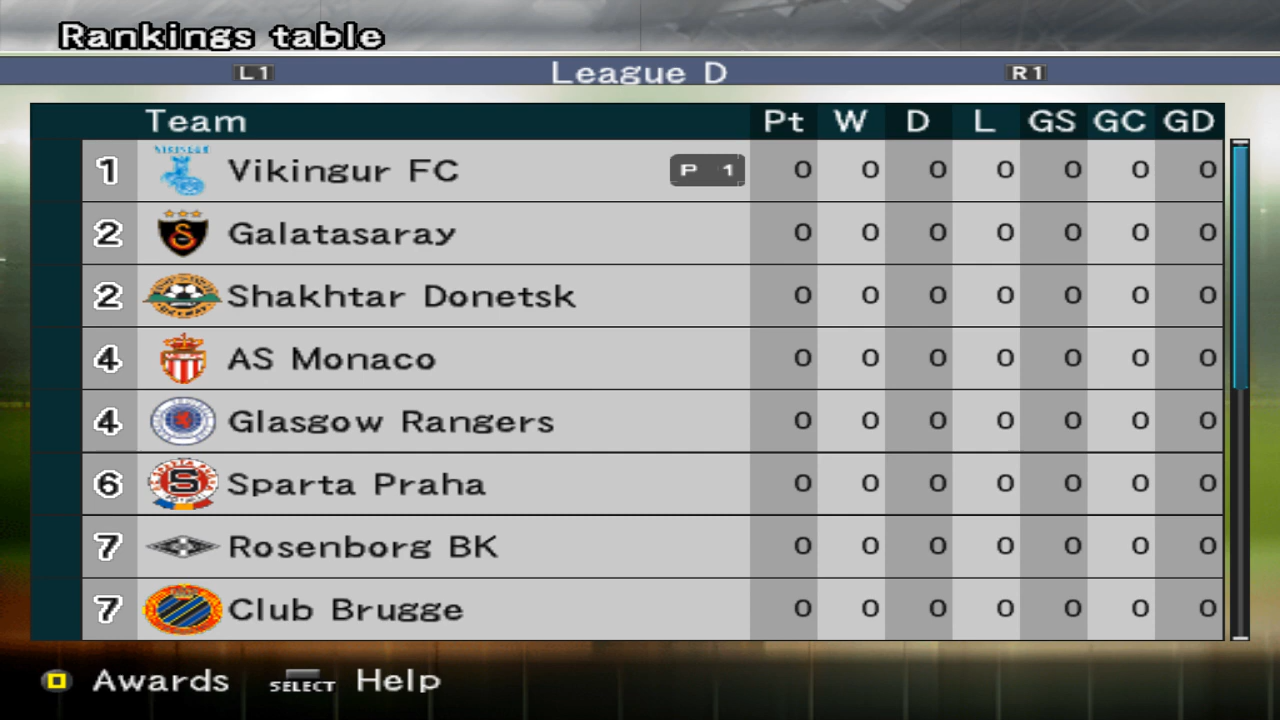 Rankings table
L1 League D R1
Team Pt W D L GS GC GD
1 VIKINGUR Vikingur FC P 1 0 0 0 0 0 0 0
2 Galatasaray 0 0 0 0 0 0 0
2 Shakhtar Donetsk 0 0 0 0 0 0 0
4 AS Monaco 0 0 0 0 0 0 0
4 Glasgow Rangers 0 0 0 0 0 0 0
6 S Sparta Praha 0 0 0 0 0 0 0
7 Rosenborg BK 0 0 0 0 0 0 0
7 Club Brugge 0 0 0 0 0 0 0
Awards SELECT Help